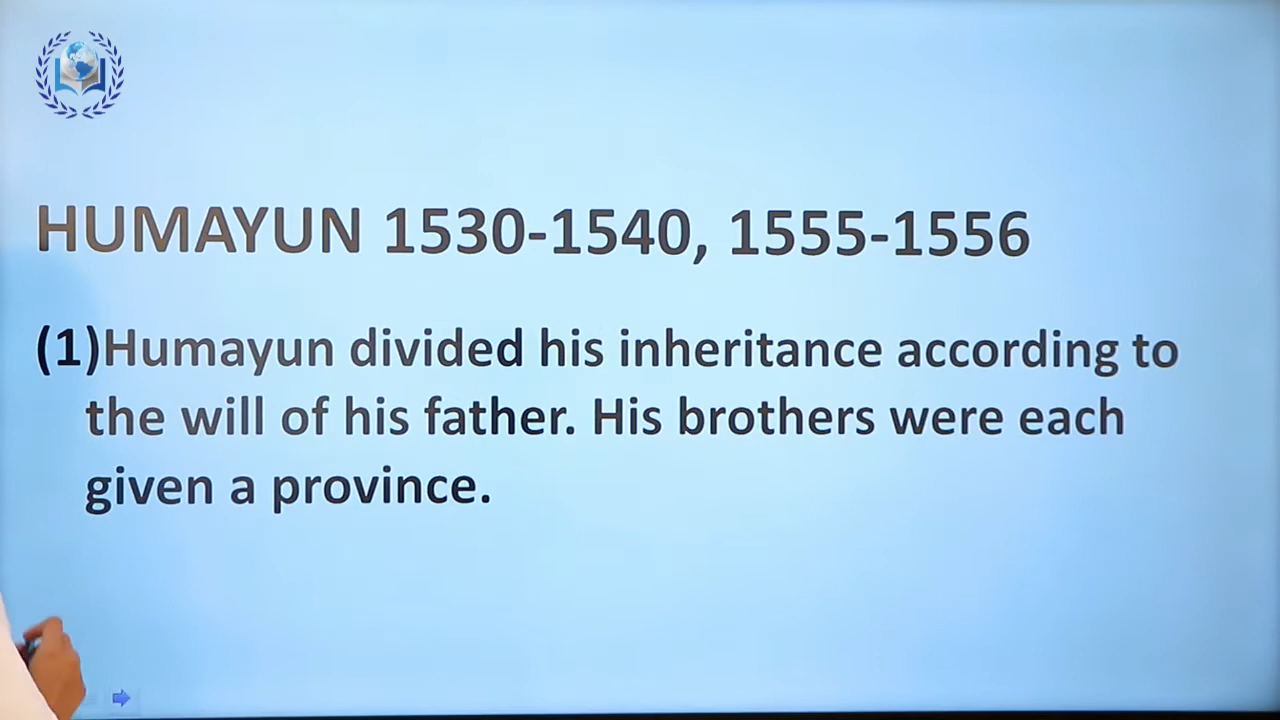 HUMAYUN 1530-1540, 1555-1556
(1)Humayun divided his inheritance according to
the will of his father. His brothers were each
given a province.